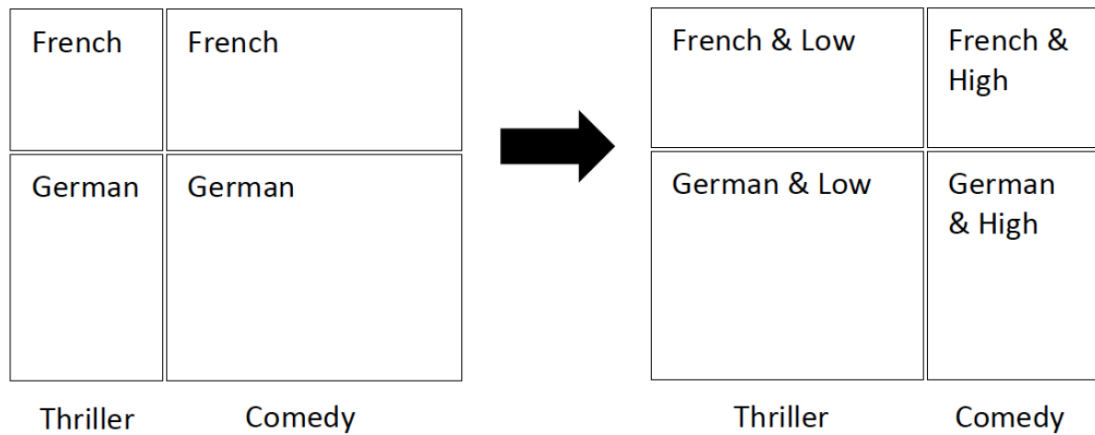 French
French
German
German
Thriller
Comedy
French & Low
French &
High
German & Low
German
& High
Thriller
Comedy